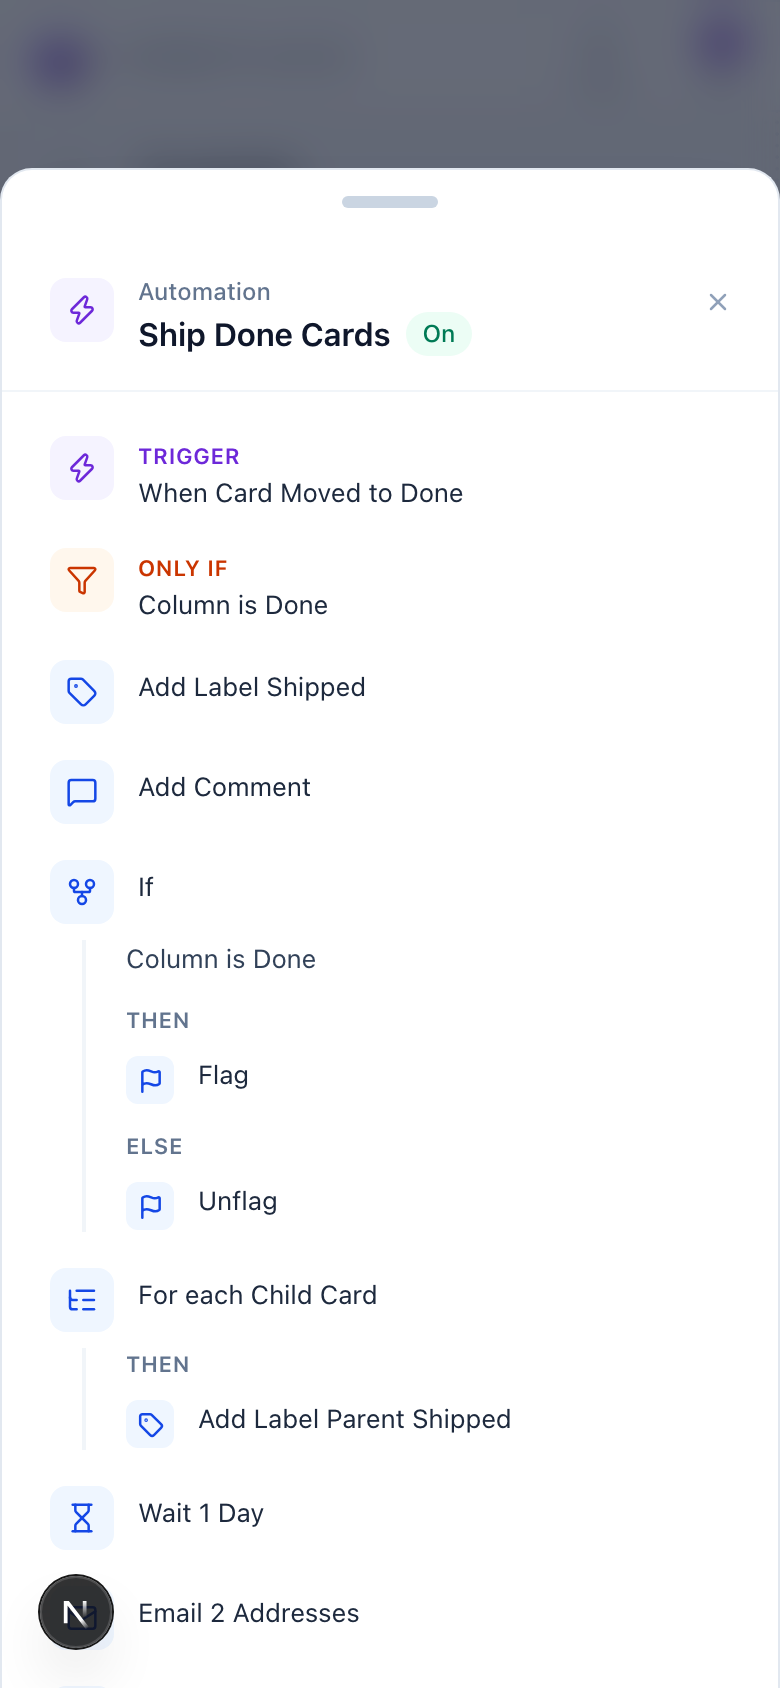 Automation
Ship Done Cards On
TRIGGER
When Card Moved to Done
ONLY IF
Column is Done
Add Label Shipped
Add Comment
If
Column is Done
THEN
Flag
ELSE
Unflag
For each Child Card
THEN
Add Label Parent Shipped
Wait 1 Day
N
Email 2 Addresses